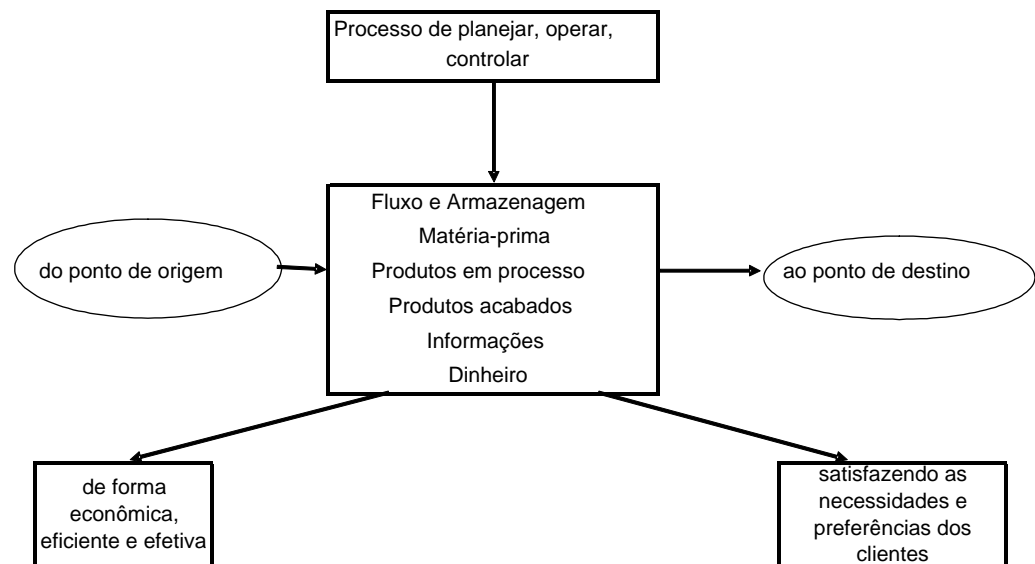 Processo de planejar, operar,
controlar
Fluxo e Armazenagem
Matéria-prima
do ponto de origem
Produtos em processo
ao ponto de destino
Produtos acabados
Informações
Dinheiro
de forma
econômica,
eficiente e efetiva
satisfazendo as
necessidades e
preferências dos
clientes